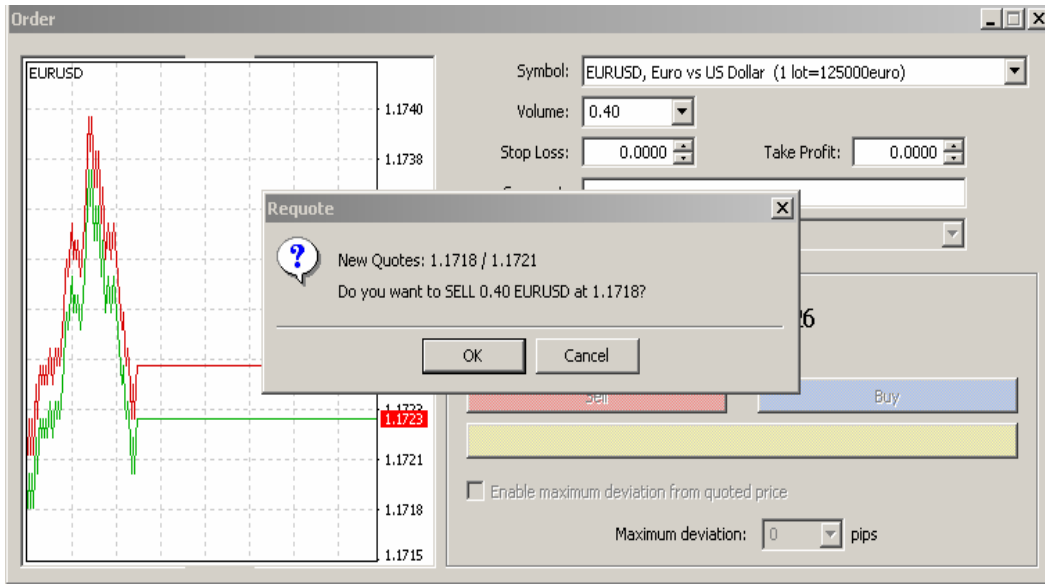 Order
EURUSD
1.1740
1.1738
1.1723
1.1721
1.1718
1.1715
Symbol: EURUSD, Euro vs US Dollar (1 lot=125000euro)
Volume: 0.40
Stop Loss: 0.0000 Take Profit: 0.0000
Requote
New Quotes: 1.1718 / 1.1721
Do you want to SELL 0.40 EURUSD at 1.1718?
OK Cancel
Sell Buy
Enable maximum deviation from quoted price
Maximum deviation: 0 pips